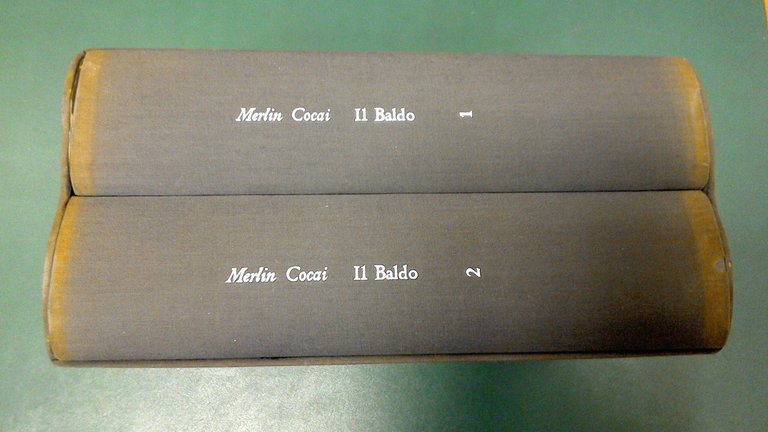 Merlin Cocai Il Baldo 1
Merlin Cocai Il Baldo 2